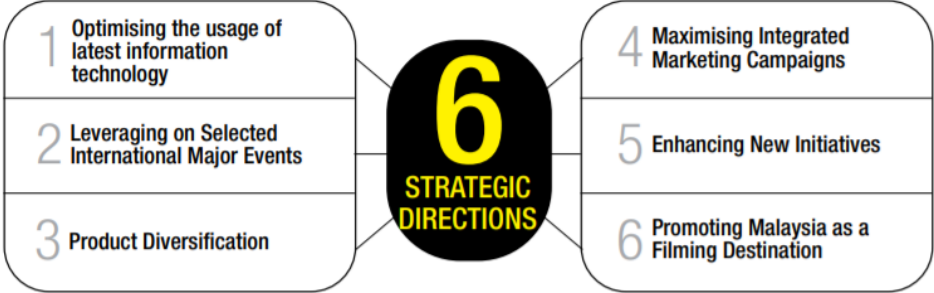 1
Optimising the usage of
latest information
technology
2
Leveraging on Selected
International Major Events
3
Product Diversification
6
STRATEGIC
DIRECTIONS
4
Maximising Integrated
Marketing Campaigns
5
Enhancing New Initiatives
6
Promoting Malaysia as a
Filming Destination